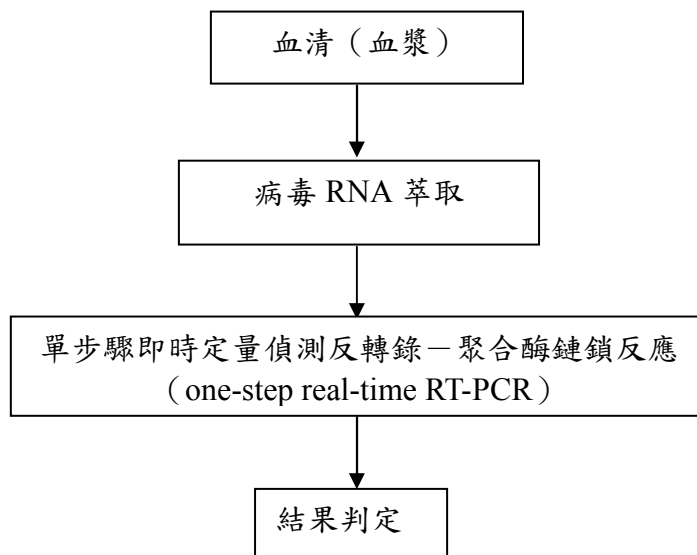 血清（血漿）
病毒 RNA 萃取
單步驟即時定量偵測反轉錄－聚合酶鏈鎖反應
（one-step real-time RT-PCR）
結果判定